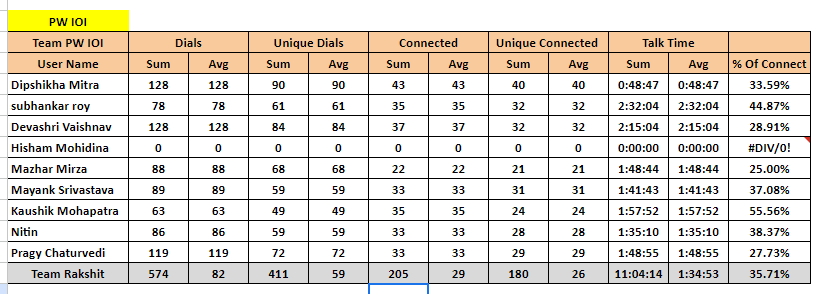 PW IOI
Team PW IOI Dials Unique Dials Connected Unique Connected Talk Time
User Name Sum Avg Sum Avg Sum Avg Sum Avg Sum Avg % Of Connect
Dipshikha Mitra 128 128 90 90 43 43 40 40 0:48:47 0:48:47 33.59%
subhankar roy 78 78 61 61 35 35 32 32 2:32:04 2:32:04 44.87%
Devashri Vaishnav 128 128 84 84 37 37 32 32 2:15:04 2:15:04 28.91%
Hisham Mohidina 0 0 0 0 0 0 0 0 0:00:00 0:00:00 #DIV/0!
Mazhar Mirza 88 88 68 68 22 22 21 21 1:48:44 1:48:44 25.00%
Mayank Srivastava 89 89 59 59 33 33 31 31 1:41:43 1:41:43 37.08%
Kaushik Mohapatra 63 63 49 49 35 35 24 24 1:57:52 1:57:52 55.56%
Nitin 86 86 59 59 33 33 28 28 1:35:10 1:35:10 38.37%
Pragy Chaturvedi 119 119 72 72 33 33 29 29 1:48:55 1:48:55 27.73%
Team Rakshit 574 82 411 59 205 29 180 26 11:04:14 1:34:53 35.71%